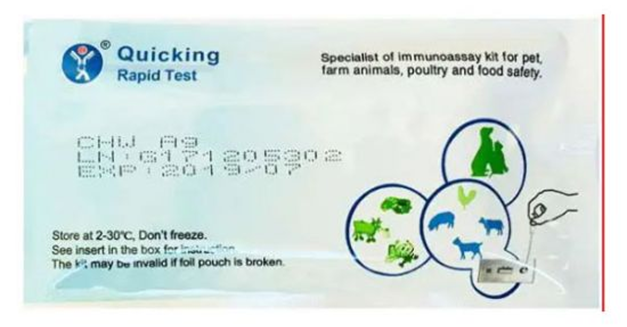 Quicking
Rapid Test
®
Specialist of immunoassay kit for pet,
farm animals, poultry and food safety.
CHW Ag
LN:G171205302
EXP:2019/07
Store at 2-30°C, Don't freeze.
See insert in the box for instruction.
The kit may be invalid if foil pouch is broken.